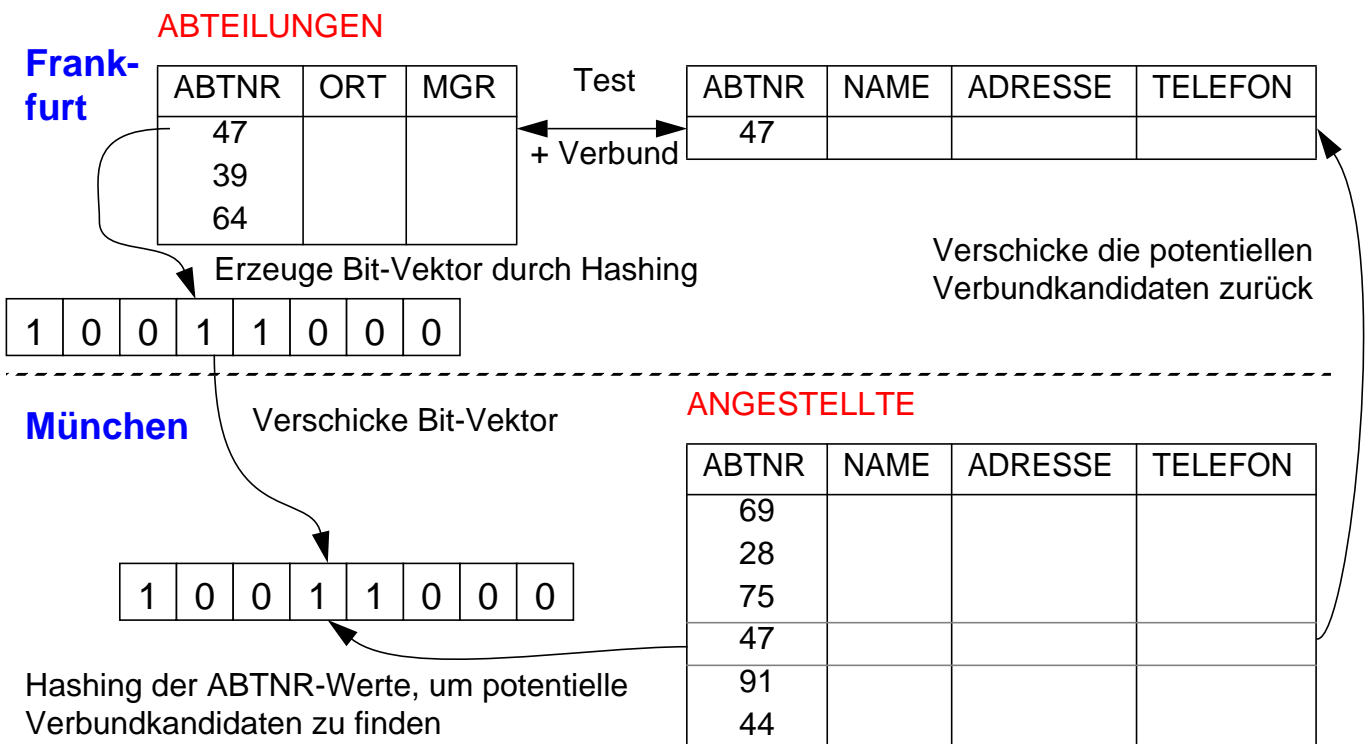 ABTEILUNGEN
Frank-
furt
ABTNR ORT MGR
47
39
64
Test
+ Verbund
ABTNR NAME ADRESSE TELEFON
47
Erzeuge Bit-Vektor durch Hashing
Verschicke die potentiellen
Verbundkandidaten zurück
1 0 0 1 1 0 0 0
München
Verschicke Bit-Vektor
ANGESTELLTE
ABTNR NAME ADRESSE TELEFON
69
28
75
47
91
44
1 0 0 1 1 0 0 0
Hashing der ABTNR-Werte, um potentielle
Verbundkandidaten zu finden